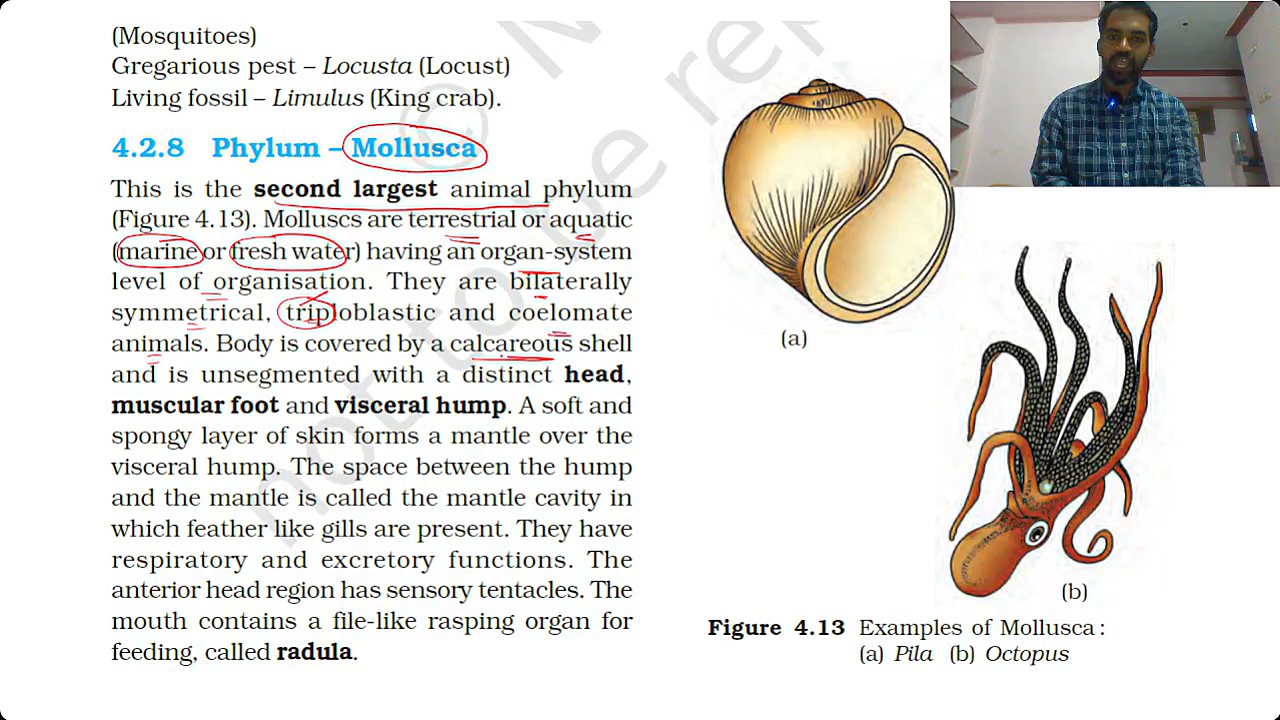 (Mosquitoes)
Gregarious pest – Locusta (Locust)
Living fossil – Limulus (King crab).
4.2.8 Phylum – Mollusca
This is the second largest animal phylum
(Figure 4.13). Molluscs are terrestrial or aquatic
(marine or fresh water) having an organ-system
level of organisation. They are bilaterally
symmetrical, triploblastic and coelomate
animals. Body is covered by a calcareous shell
and is unsegmented with a distinct head,
muscular foot and visceral hump. A soft and
spongy layer of skin forms a mantle over the
visceral hump. The space between the hump
and the mantle is called the mantle cavity in
which feather like gills are present. They have
respiratory and excretory functions. The
anterior head region has sensory tentacles. The
mouth contains a file-like rasping organ for
feeding, called radula.
(a)
(b)
Figure 4.13 Examples of Mollusca :
(a) Pila (b) Octopus
© N
not to be re